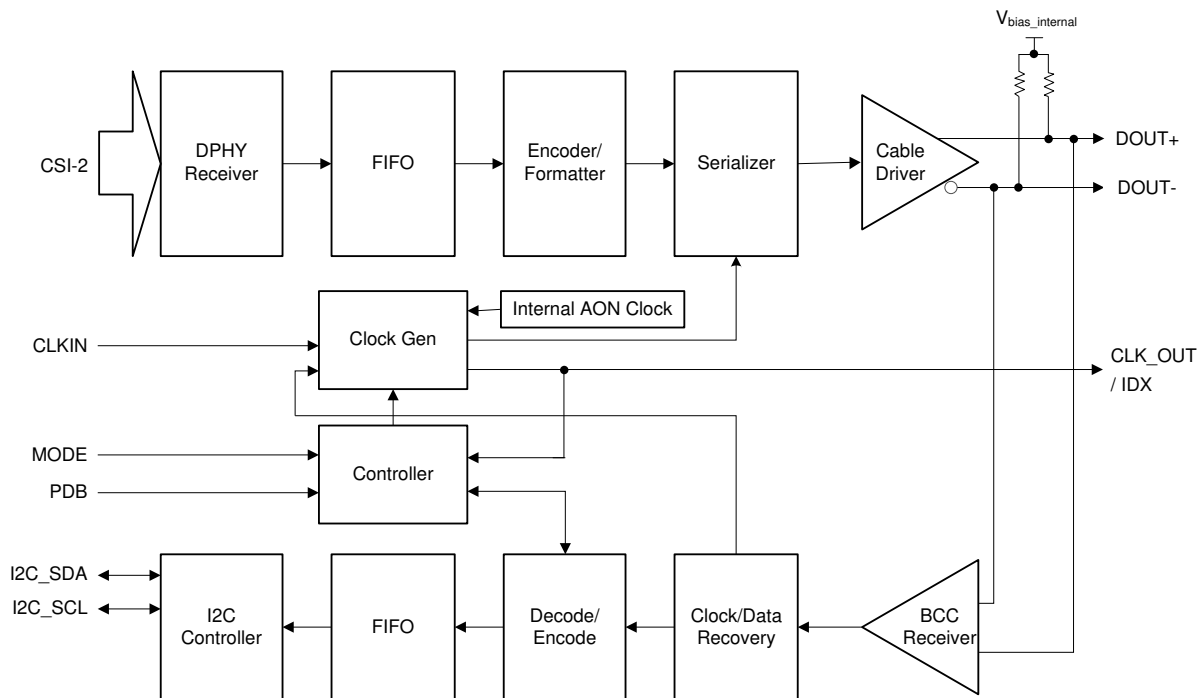 V_bias_internal
CSI-2
DPHY
Receiver
FIFO
Encoder/
Formatter
Serializer
Cable
Driver
DOUT+
DOUT-
Internal AON Clock
CLKIN
Clock Gen
CLK_OUT
/ IDX
MODE
PDB
Controller
I2C_SDA
I2C_SCL
I2C
Controller
FIFO
Decode/
Encode
Clock/Data
Recovery
BCC
Receiver